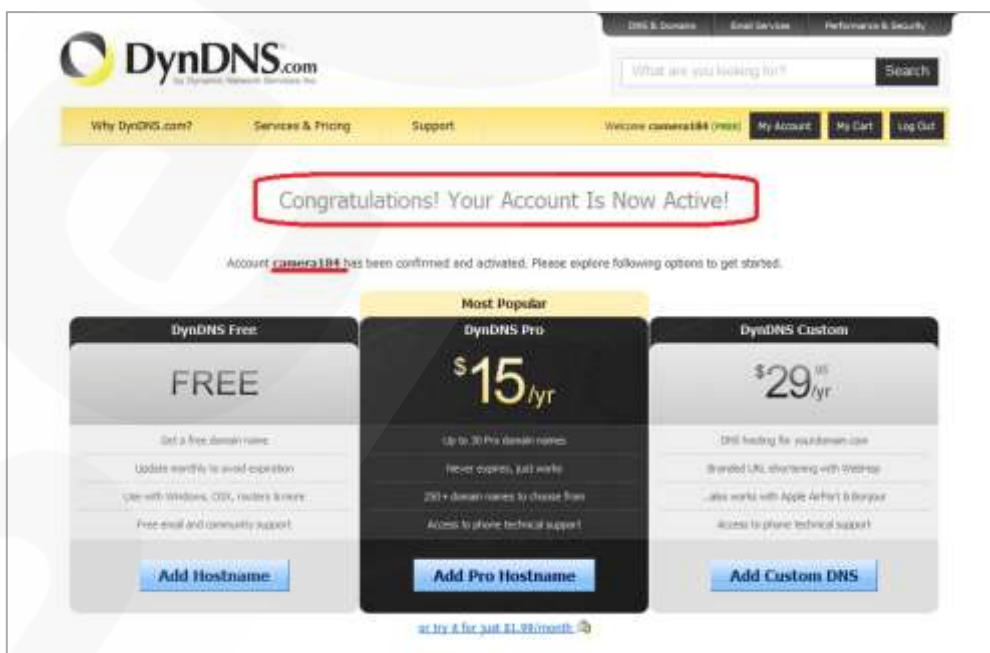 DNS & Domains Email Services Performance & Security
DynDNS.com
by Dynamic Network Services Inc.
What are you looking for? Search
Why DynDNS.com? Services & Pricing Support Welcome camera184 (FREE) My Account My Cart Log Out
Congratulations! Your Account Is Now Active!
Account camera184 has been confirmed and activated. Please explore following options to get started.
Most Popular
DynDNS Free DynDNS Pro DynDNS Custom
FREE $15/yr $29 /yr
Get a free domain name Up to 30 Pro domain names DNS hosting for yourdomain.com
Update monthly to avoid expiration Never expires, just works Branded URL shortening with WebHop
Use with Windows, OSX, routers & more 250+ domain names to choose from ...also works with Apple AirPort & Bonjour
Free email and community support Access to phone technical support Access to phone technical support
Add Hostname Add Pro Hostname Add Custom DNS
or try it for just $1.99/month